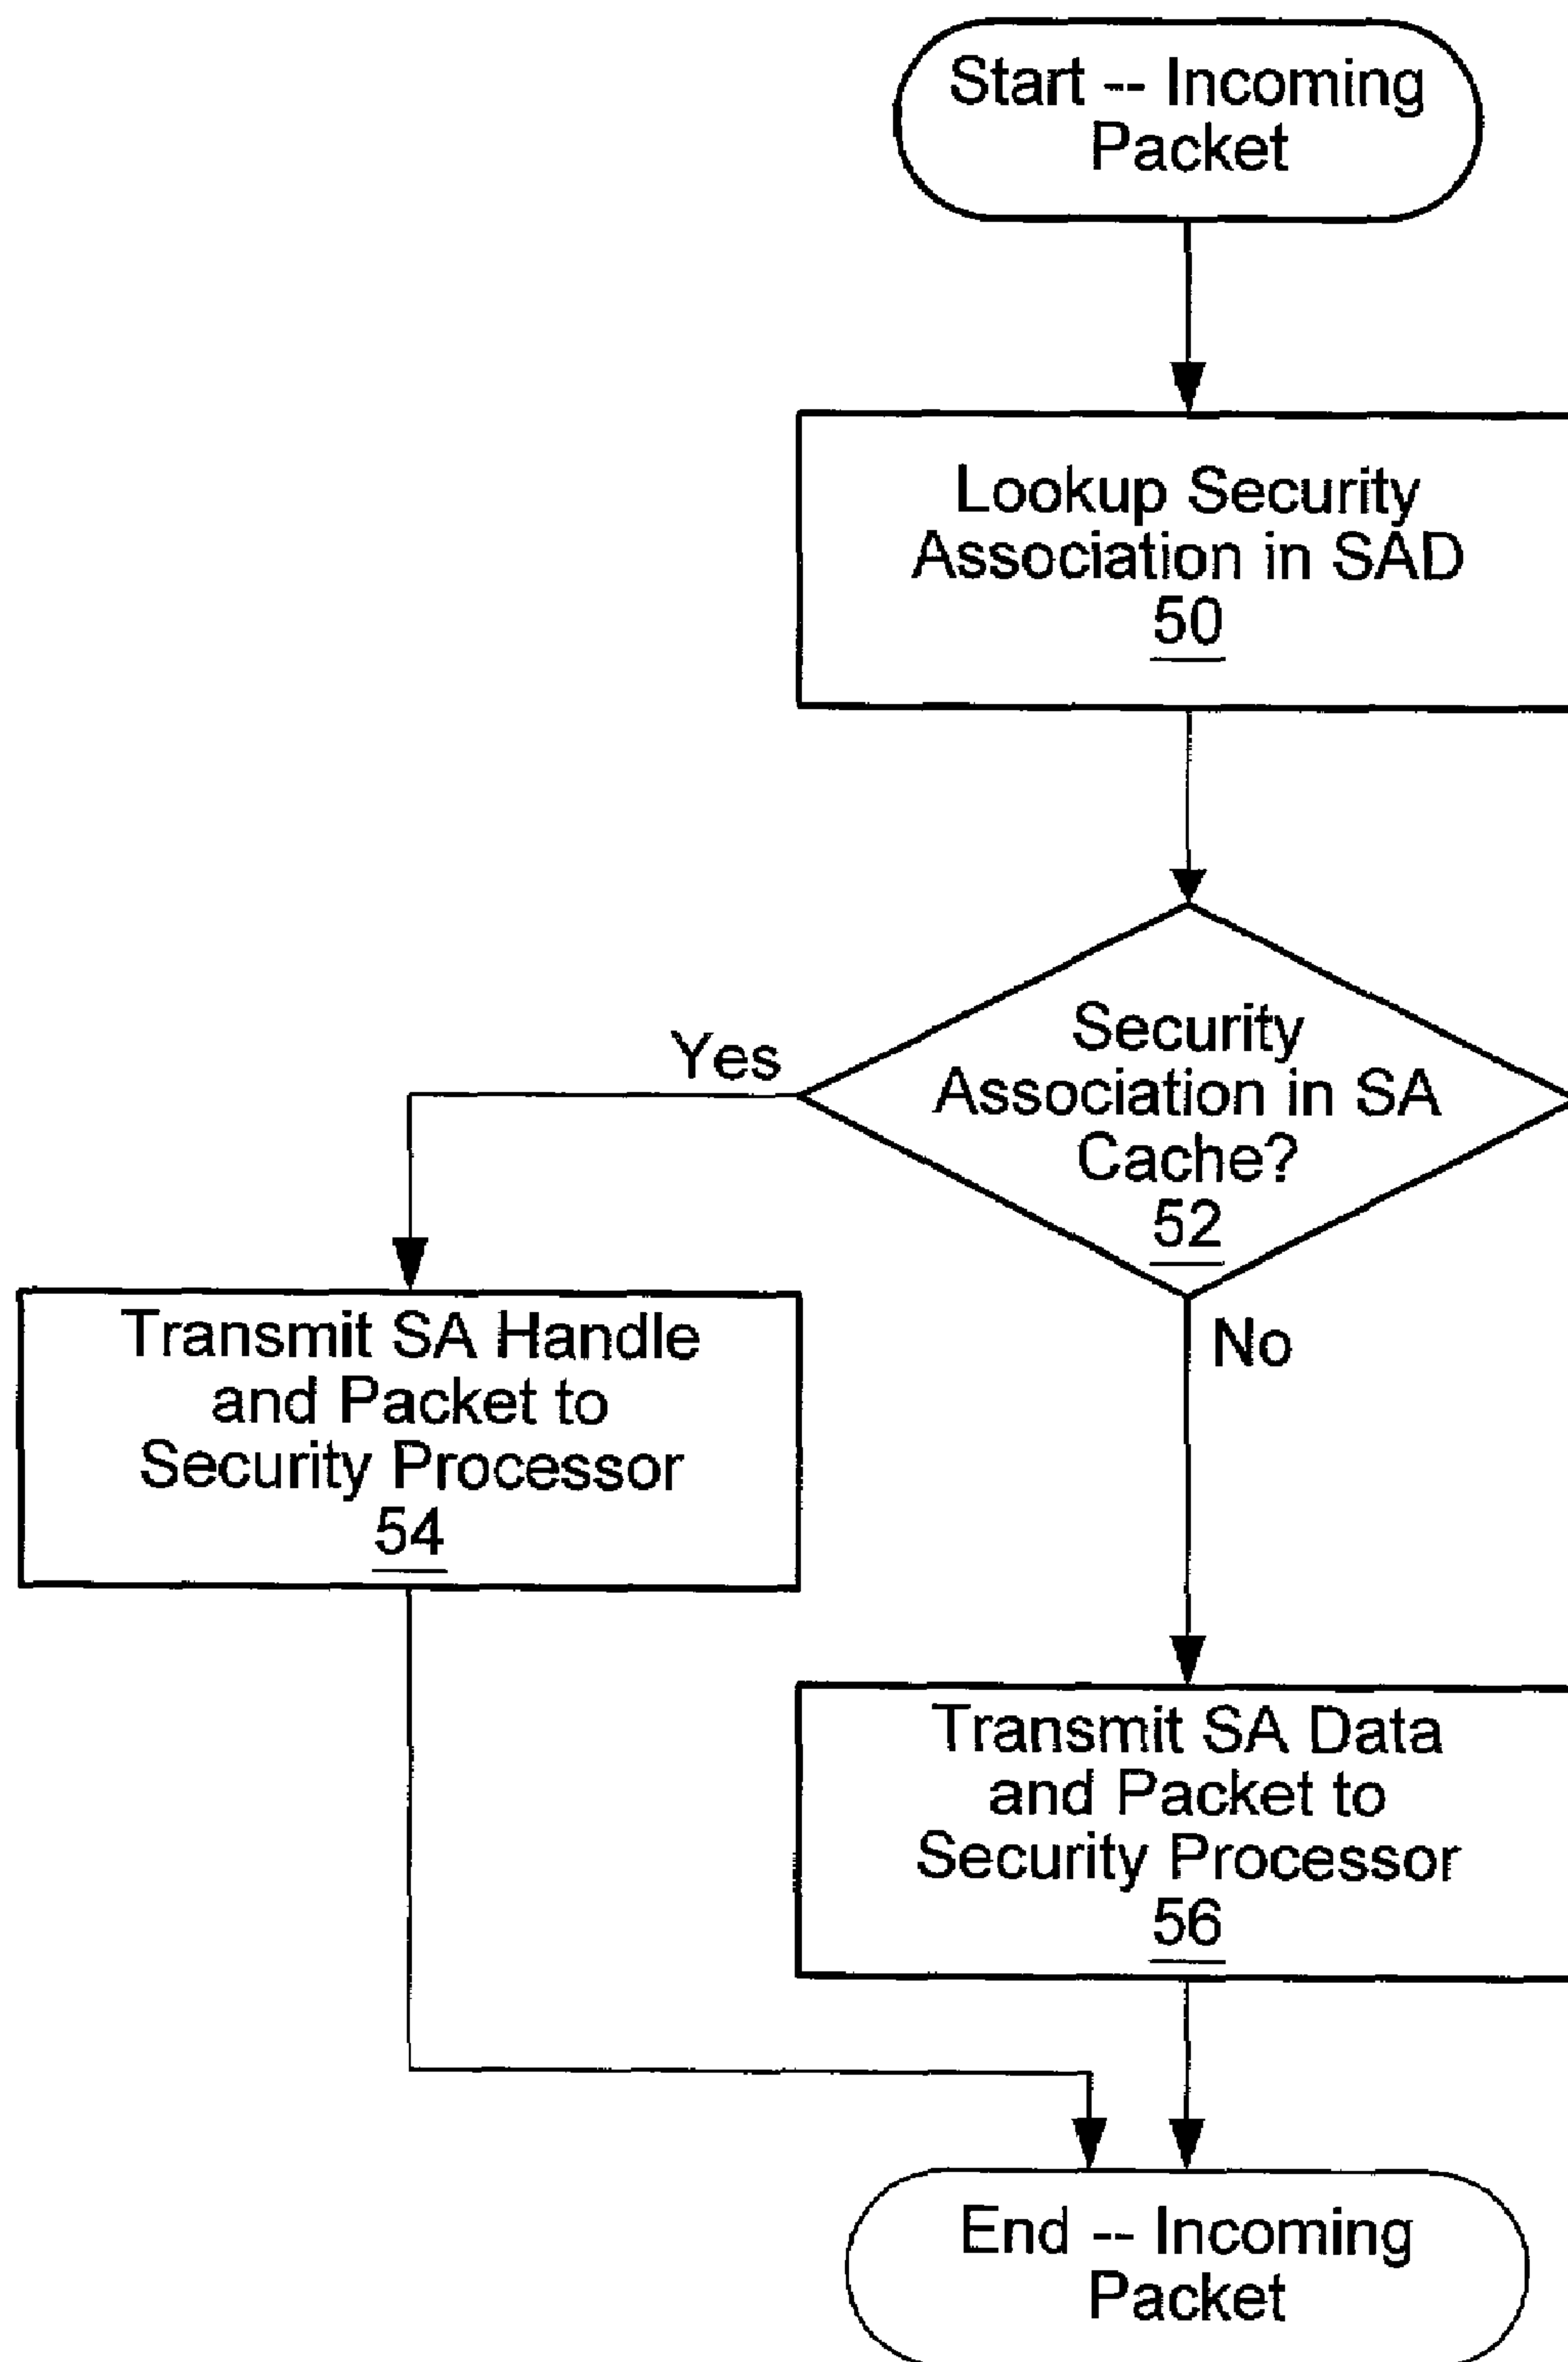 Start -- Incoming
Packet
Lookup Security
Association in SAD
50
Security
Association in SA
Cache?
52
Yes
No
Transmit SA Handle
and Packet to
Security Processor
54
Transmit SA Data
and Packet to
Security Processor
56
End -- Incoming
Packet